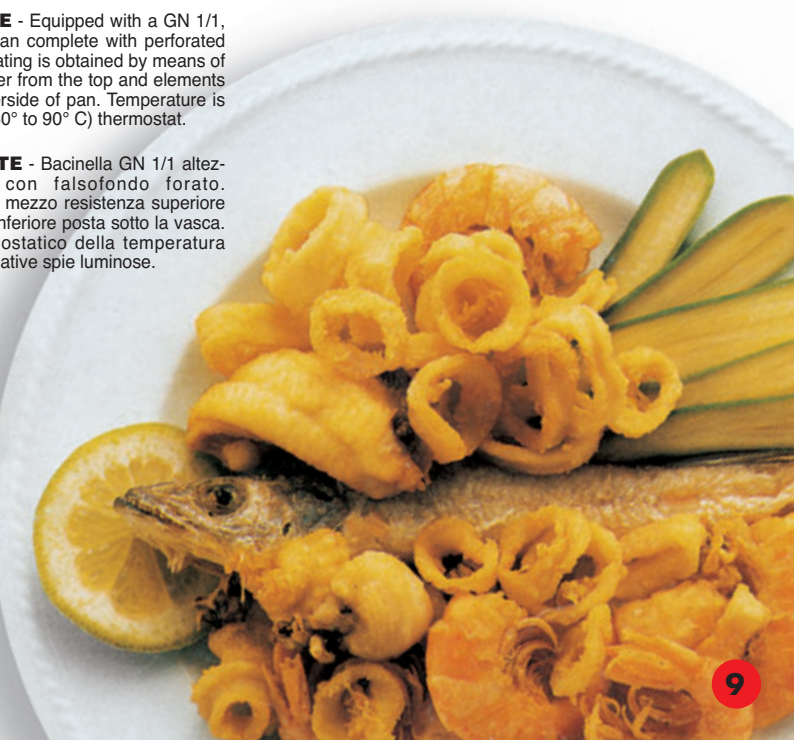 E - Equipped with a GN 1/1,
an complete with perforated
ating is obtained by means of
er from the top and elements
erside of pan. Temperature is
0° to 90° C) thermostat.
TE - Bacinella GN 1/1 altez-
con falsofondo forato.
mezzo resistenza superiore
nferiore posta sotto la vasca.
ostatico della temperatura
ative spie luminose.
9